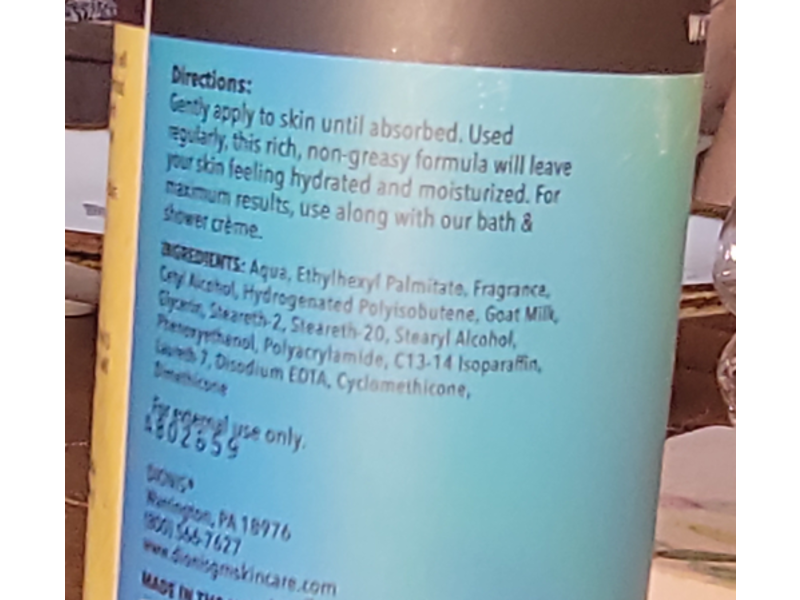 Directions:
Gently apply to skin until absorbed. Used
regularly, this rich, non-greasy formula will leave
your skin feeling hydrated and moisturized. For
maximum results, use along with our bath &
shower crème.
INGREDIENTS: Aqua, Ethylhexyl Palmitate, Fragrance,
Cetyl Alcohol, Hydrogenated Polyisobutene, Goat Milk,
Glycerin, Steareth-2, Steareth-20, Stearyl Alcohol,
Phenoxyethanol, Polyacrylamide, C13-14 Isoparaffin,
Laureth-7, Disodium EDTA, Cyclomethicone,
Dimethicone
For external use only.
DIONIS®
Warrington, PA 18976
(800) 566-7627
www.dionisgmskincare.com
MADE IN THE